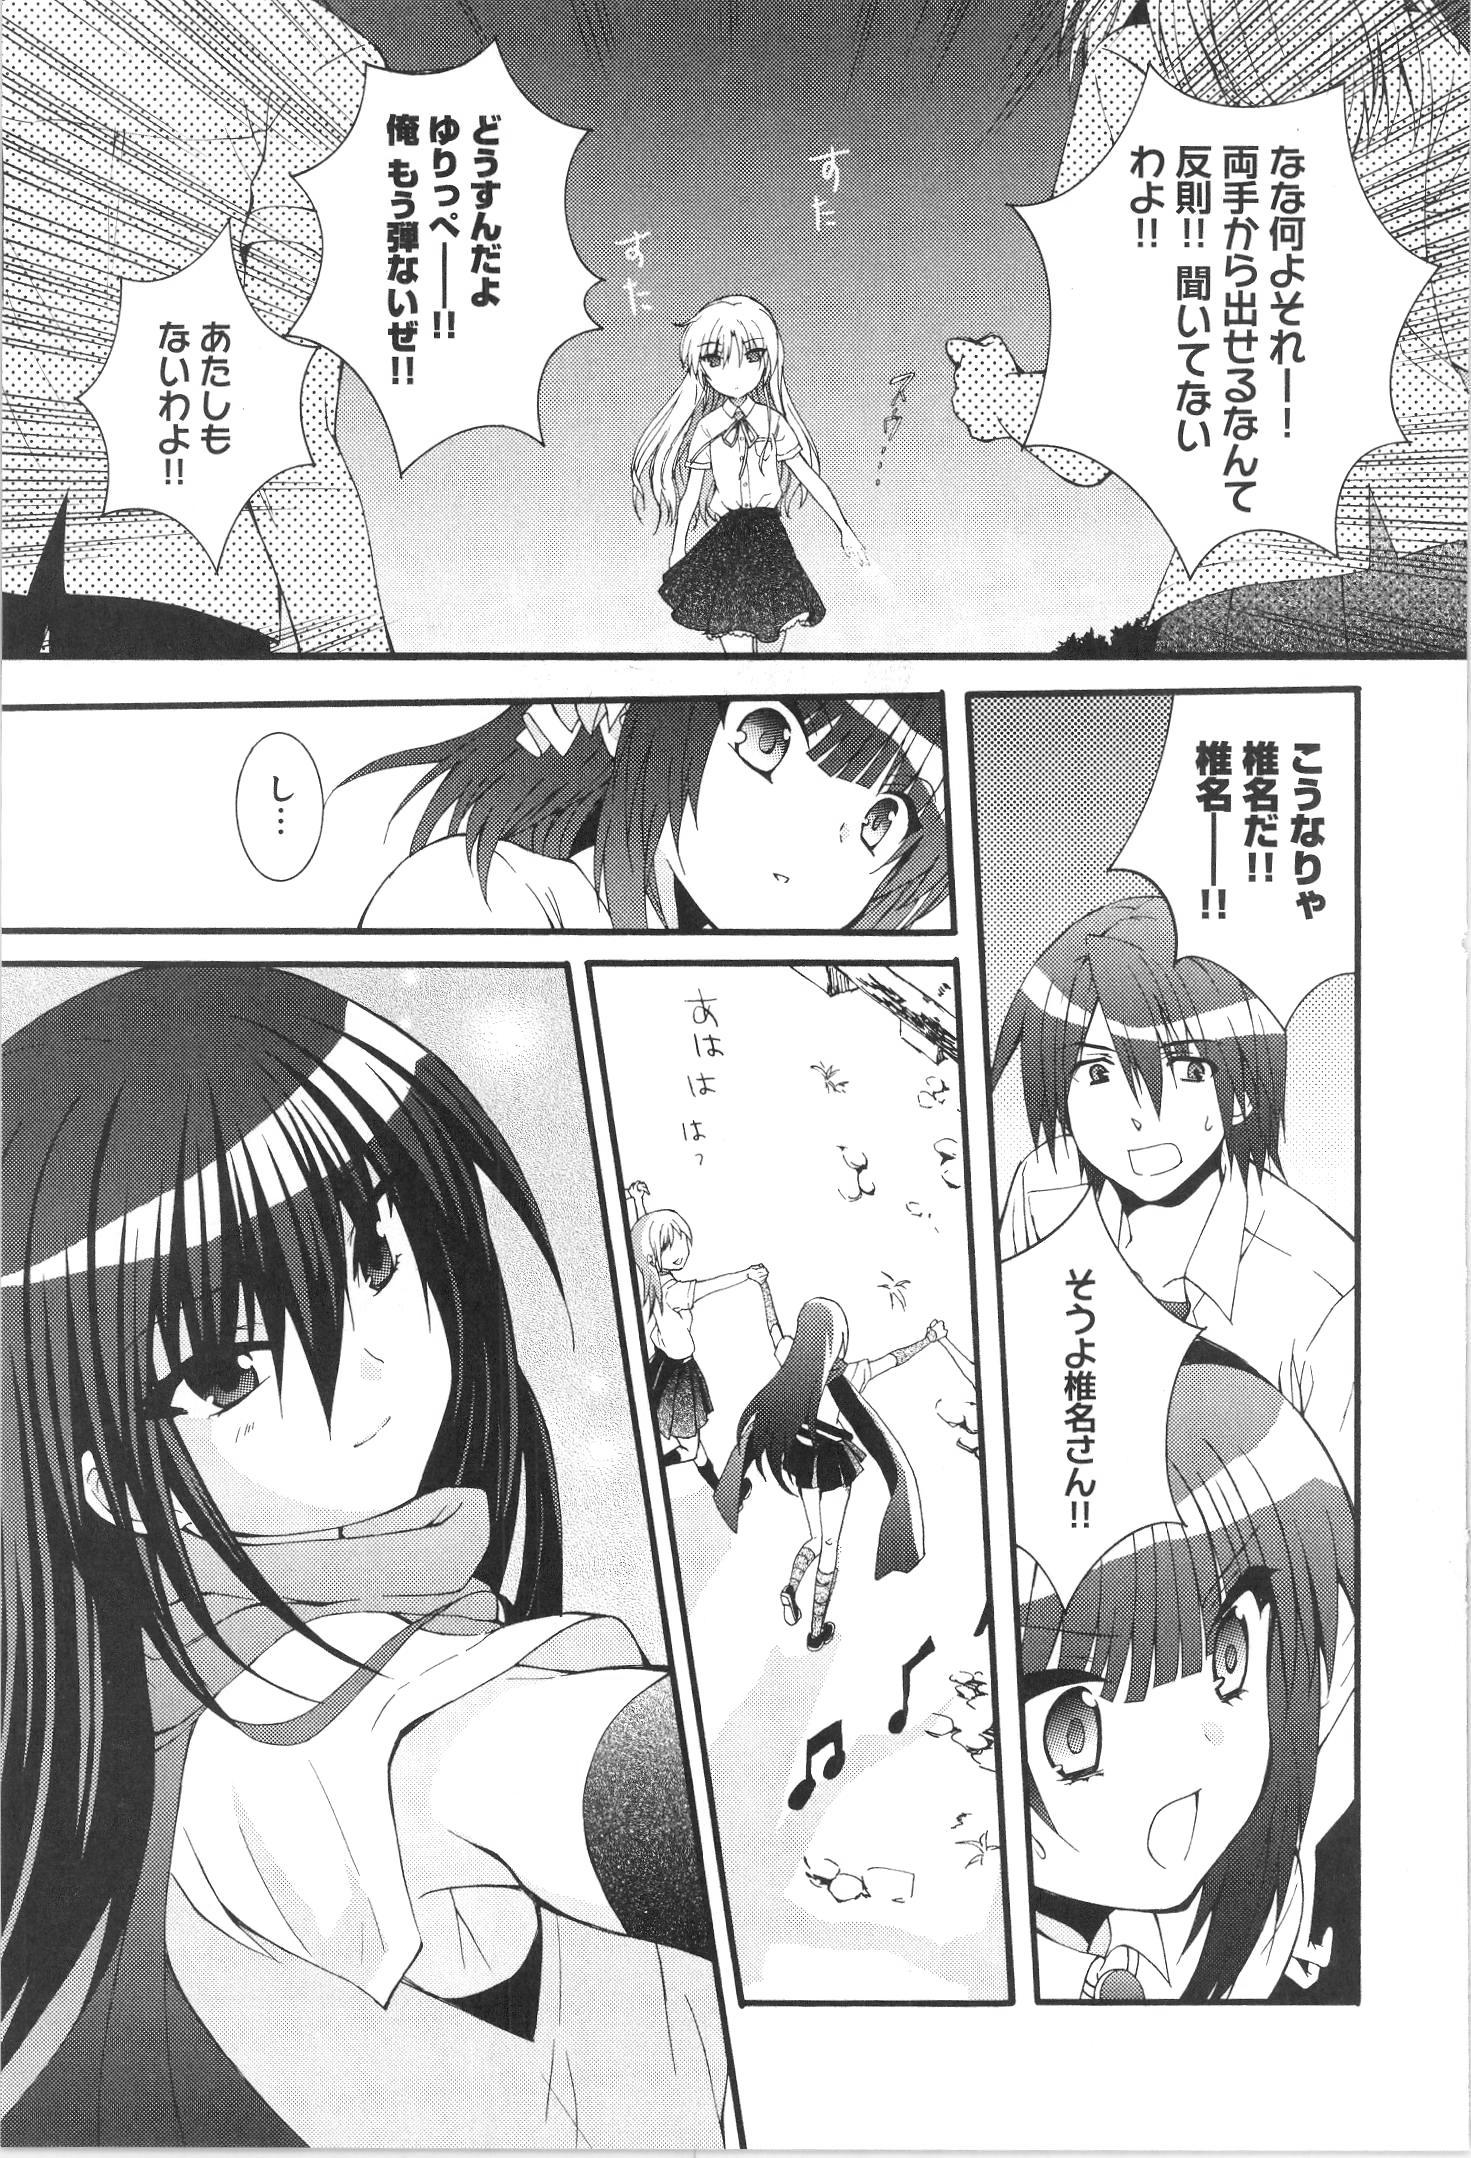 なな何よそれー！
両手から出せるなんて
反則!! 聞いてない
わよ!!
すた
すた
スゥ…
どうすんだよ
ゆりっぺ――!!
俺 もう弾ないぜ!!
あたしも
ないわよ!!
こうなりゃ
椎名だ!!
椎名――!!
そうよ椎名さん!!
し…
あはははっ